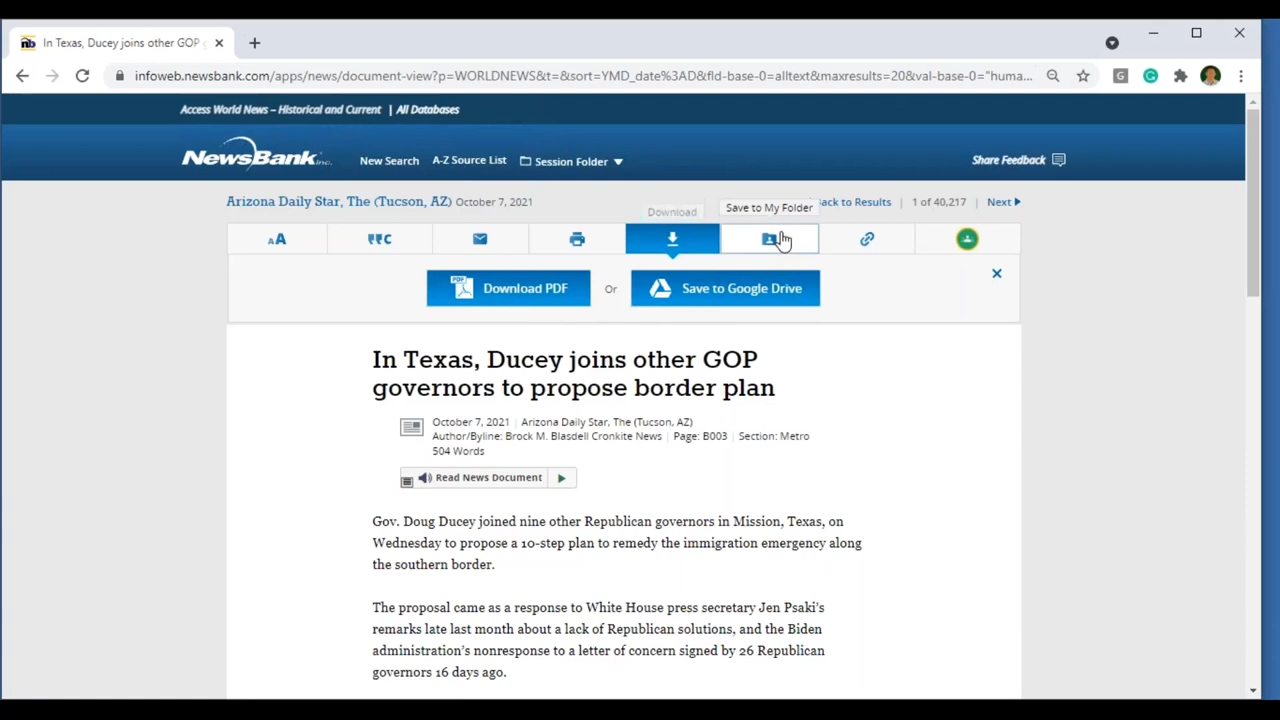 In Texas, Ducey joins other GOP
infoweb.newsbank.com/apps/news/document-view?p=WORLDNEWS&t=&sort=YMD_date%3AD&fld-base-0=alltext&maxresults=20&val-base-0="huma...
Access World News – Historical and Current | All Databases
NewsBank inc. New Search A-Z Source List Session Folder Share Feedback
Arizona Daily Star, The (Tucson, AZ) October 7, 2021 Back to Results | 1 of 40,217 | Next
Download Save to My Folder
AA C
Download PDF Or Save to Google Drive
In Texas, Ducey joins other GOP
governors to propose border plan
October 7, 2021 | Arizona Daily Star, The (Tucson, AZ)
Author/Byline: Brock M. Blasdell Cronkite News | Page: B003 | Section: Metro
504 Words
Read News Document
Gov. Doug Ducey joined nine other Republican governors in Mission, Texas, on
Wednesday to propose a 10-step plan to remedy the immigration emergency along
the southern border.
The proposal came as a response to White House press secretary Jen Psaki’s
remarks late last month about a lack of Republican solutions, and the Biden
administration’s nonresponse to a letter of concern signed by 26 Republican
governors 16 days ago.